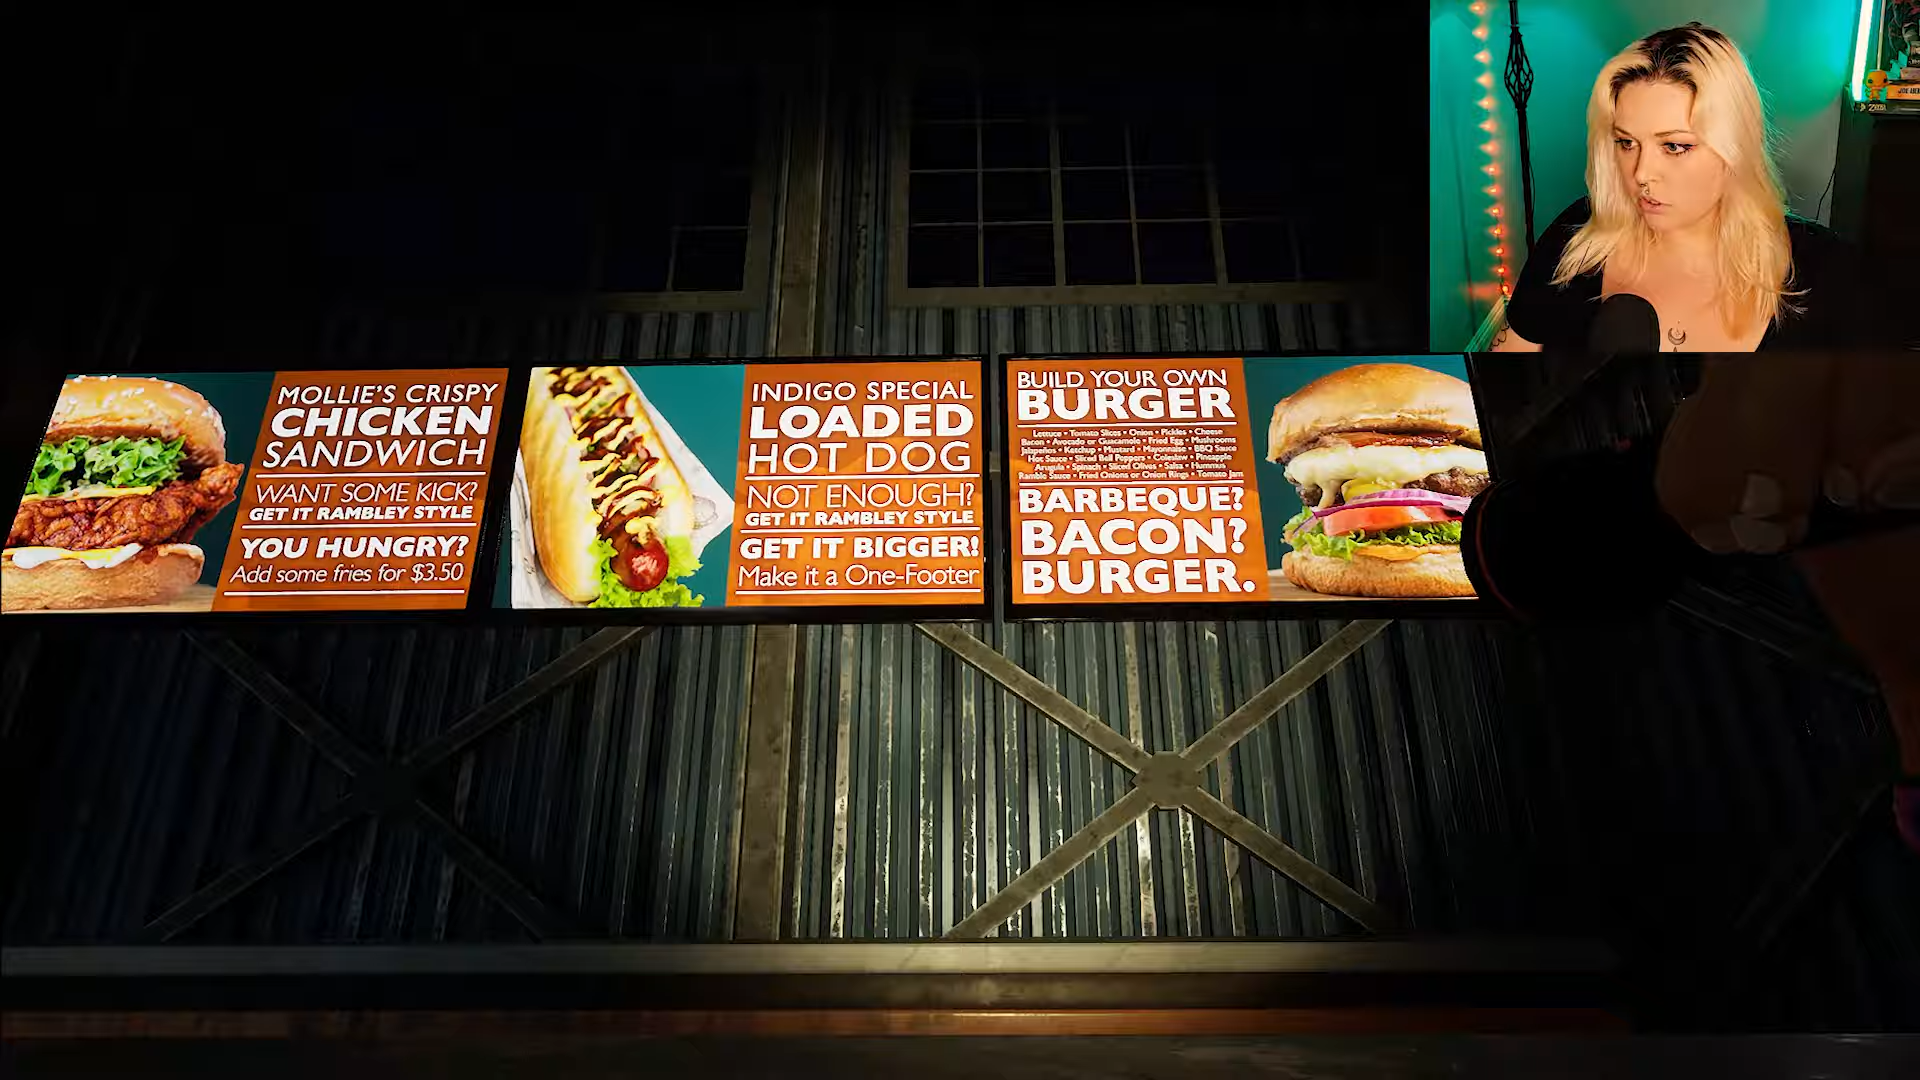 MOLLIE'S CRISPY
CHICKEN
SANDWICH
WANT SOME KICK?
GET IT RAMBLEY STYLE
YOU HUNGRY?
Add some fries for $3.50
INDIGO SPECIAL
LOADED
HOT DOG
NOT ENOUGH?
GET IT RAMBLEY STYLE
GET IT BIGGER!
Make it a One-Footer
BUILD YOUR OWN
BURGER
Lettuce • Tomato Slices • Onion • Pickles • Cheese
Bacon • Avocado or Guacamole • Fried Egg • Mushrooms
Jalapeños • Ketchup • Mustard • Mayonnaise • BBQ Sauce
Hot Sauce • Sliced Bell Peppers • Coleslaw • Pineapple
Arugula • Spinach • Sliced Olives • Salsa • Hummus
Ramble Sauce • Fried Onions or Onion Rings • Tomato Jam
BARBEQUE?
BACON?
BURGER.